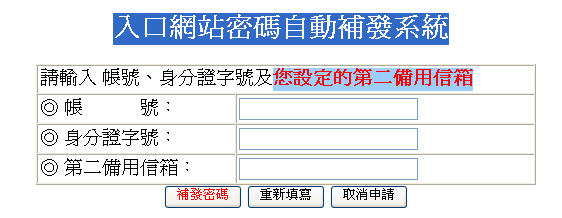 入口網站密碼自動補發系統
請輸入 帳號、身分證字號及您設定的第二備用信箱
◎ 帳　　　號：
◎ 身分證字號：
◎ 第二備用信箱：
補發密碼 重新填寫 取消申請